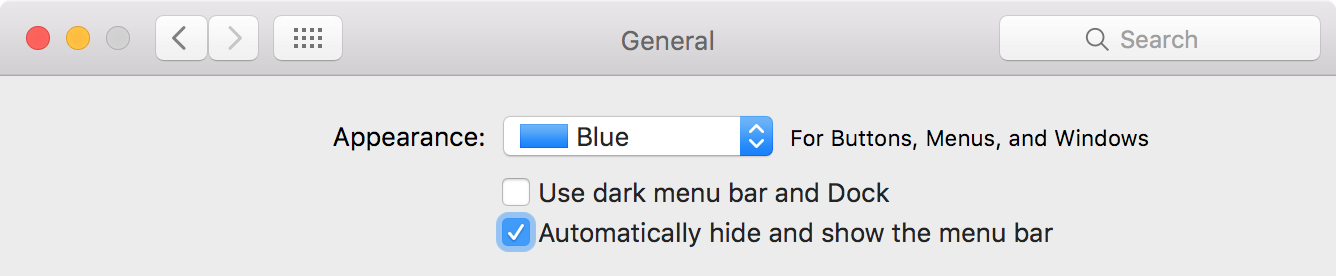 General
Search
Appearance: Blue For Buttons, Menus, and Windows
Use dark menu bar and Dock
Automatically hide and show the menu bar